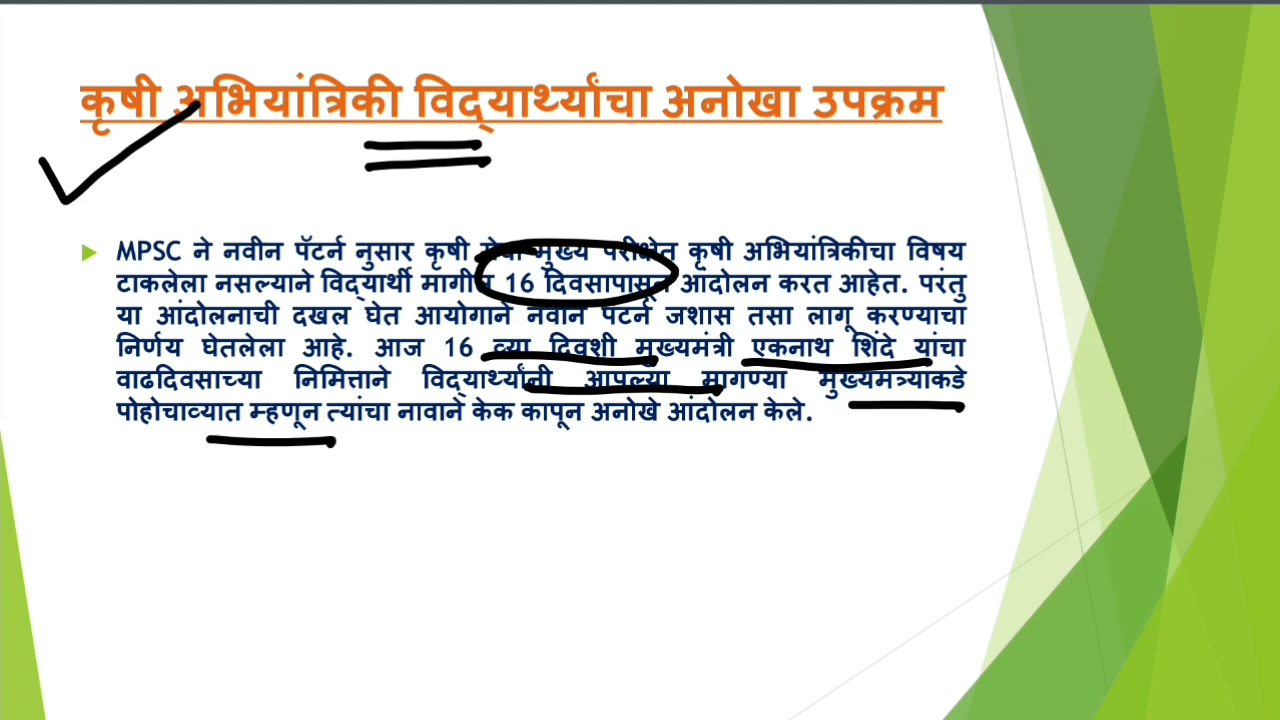 कृषी अभियांत्रिकी विद्यार्थ्यांचा अनोखा उपक्रम
MPSC ने नवीन पॅटर्न नुसार कृषी सेवा मुख्य परीक्षेत कृषी अभियांत्रिकीचा विषय
टाकलेला नसल्याने विद्यार्थी मागील 16 दिवसापासून आंदोलन करत आहेत. परंतु
या आंदोलनाची दखल घेत आयोगाने नवीन पॅटर्न जशास तसा लागू करण्याचा
निर्णय घेतलेला आहे. आज 16 व्या दिवशी मुख्यमंत्री एकनाथ शिंदे यांचा
वाढदिवसाच्या निमित्ताने विद्यार्थ्यांनी आपल्या मागण्या मुख्यमंत्र्याकडे
पोहोचाव्यात म्हणून त्यांचा नावाने केक कापून अनोखे आंदोलन केले.